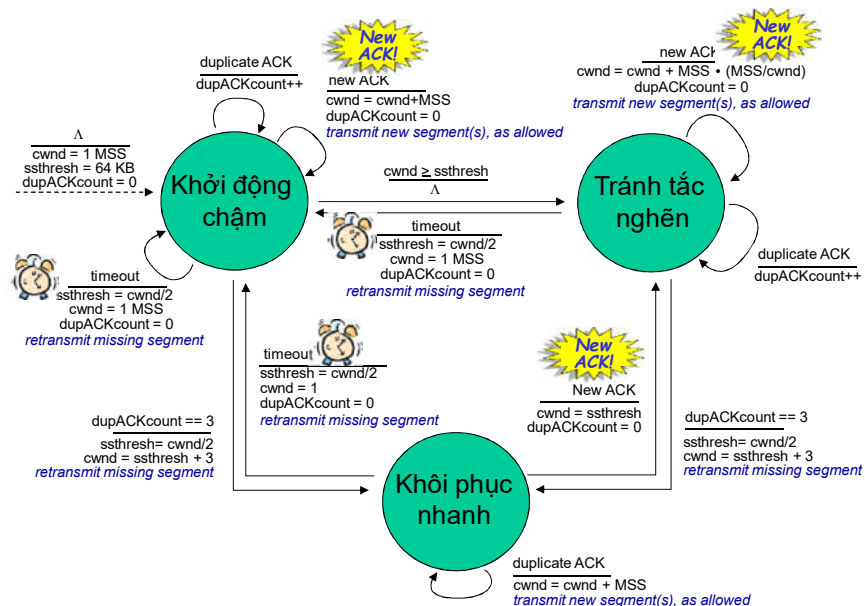 New
ACK!
duplicate ACK
dupACKcount++
new ACK
cwnd = cwnd+MSS
dupACKcount = 0
transmit new segment(s), as allowed
New
ACK!
new ACK
cwnd = cwnd + MSS • (MSS/cwnd)
dupACKcount = 0
transmit new segment(s), as allowed
Λ
cwnd = 1 MSS
ssthresh = 64 KB
dupACKcount = 0
Khởi động
chậm
cwnd ≥ ssthresh
Λ
Tránh tắc
nghẽn
timeout
ssthresh = cwnd/2
cwnd = 1 MSS
dupACKcount = 0
retransmit missing segment
timeout
ssthresh = cwnd/2
cwnd = 1 MSS
dupACKcount = 0
retransmit missing segment
duplicate ACK
dupACKcount++
timeout
ssthresh = cwnd/2
cwnd = 1
dupACKcount = 0
retransmit missing segment
New
ACK!
New ACK
cwnd = ssthresh
dupACKcount = 0
dupACKcount == 3
ssthresh= cwnd/2
cwnd = ssthresh + 3
retransmit missing segment
dupACKcount == 3
ssthresh= cwnd/2
cwnd = ssthresh + 3
retransmit missing segment
Khôi phục
nhanh
duplicate ACK
cwnd = cwnd + MSS
transmit new segment(s), as allowed